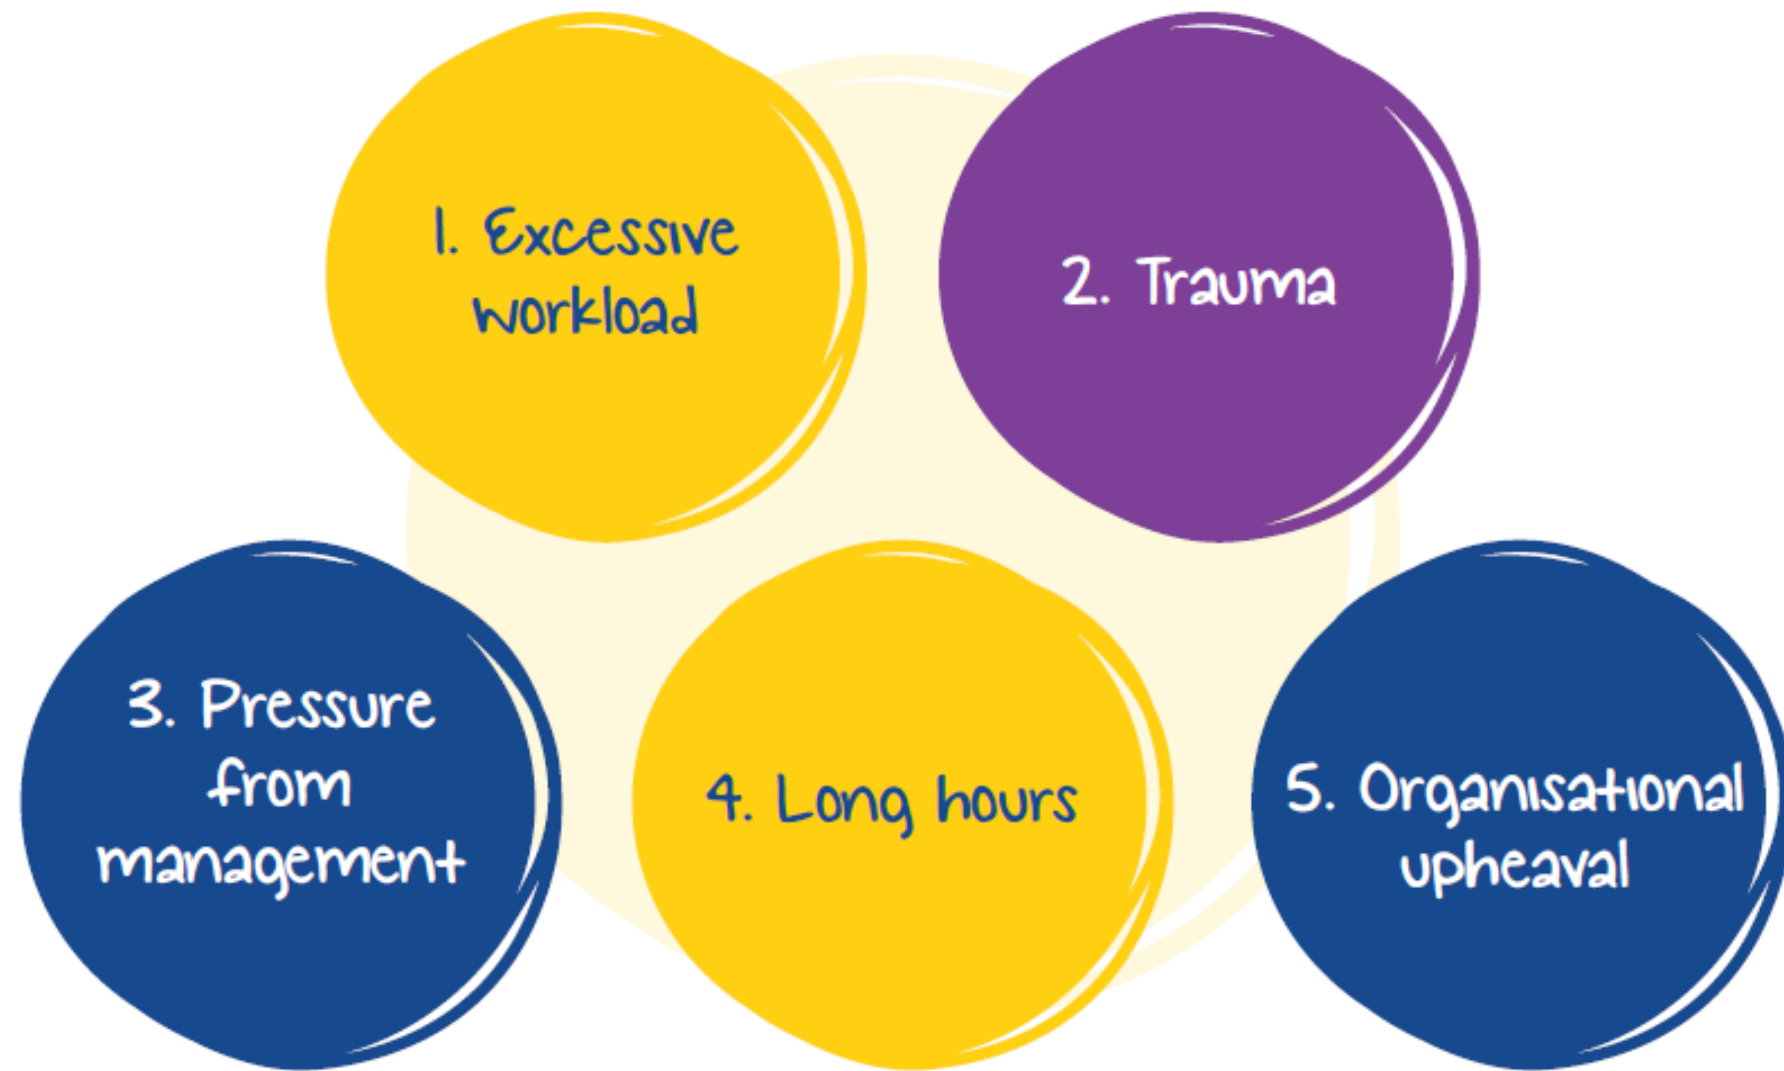 1. Excessive
workload
2. Trauma
3. Pressure
from
management
4. Long hours
5. Organisational
upheaval